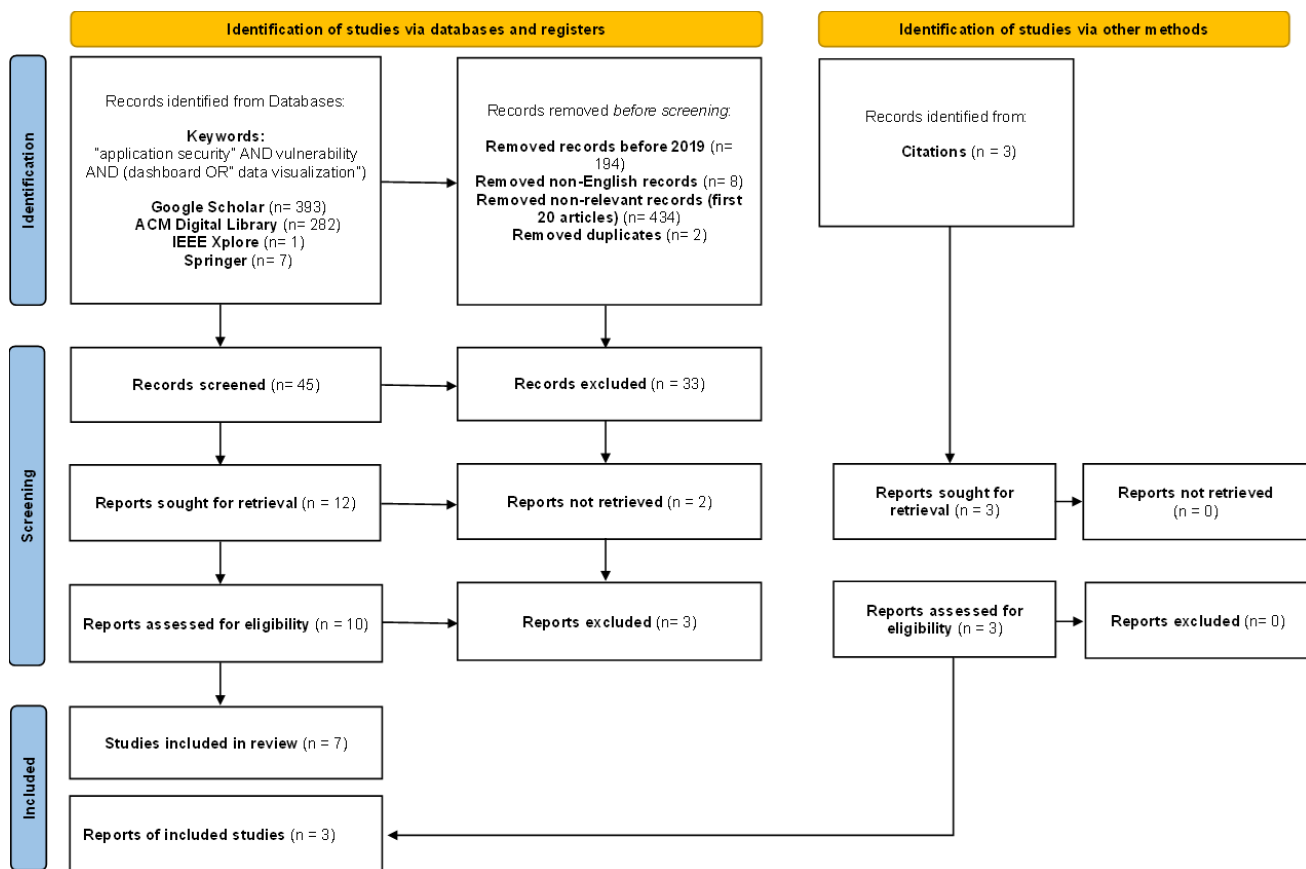 Identification of studies via databases and registers
Identification of studies via other methods
Identification
Records identified from Databases:
Keywords:
"application security" AND vulnerability
AND (dashboard OR" data visualization")
Google Scholar (n= 393)
ACM Digital Library (n= 282)
IEEE Xplore (n= 1)
Springer (n= 7)
Records removed before screening:
Removed records before 2019 (n=
194)
Removed non-English records (n= 8)
Removed non-relevant records (first
20 articles) (n= 434)
Removed duplicates (n= 2)
Records identified from:
Citations (n = 3)
Screening
Records screened (n= 45)
Records excluded (n = 33)
Reports sought for retrieval (n = 12)
Reports not retrieved (n = 2)
Reports sought for
retrieval (n = 3)
Reports not retrieved
(n = 0)
Reports assessed for eligibility (n = 10)
Reports excluded (n = 3)
Reports assessed for
eligibility (n = 3)
Reports excluded (n= 0)
Included
Studies included in review (n = 7)
Reports of included studies (n = 3)